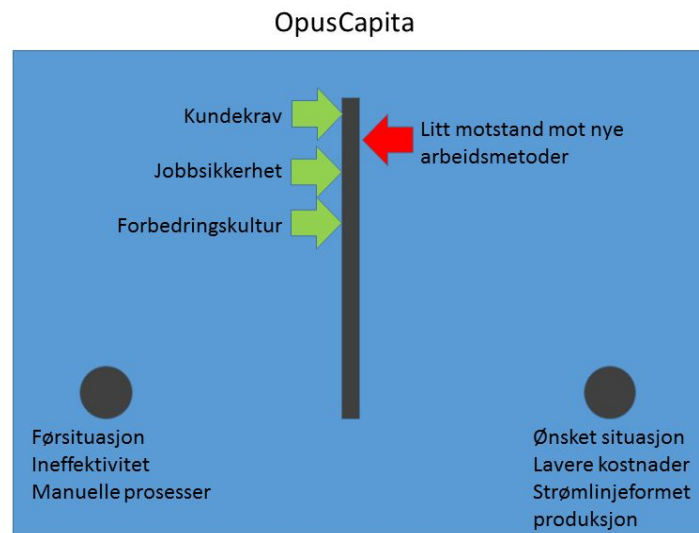 OpusCapita
Kundekrav
Jobbsikkerhet
Forbedringskultur
Litt motstand mot nye
arbeidsmetoder
Førsituasjon
Ineffektivitet
Manuelle prosesser
Ønsket situasjon
Lavere kostnader
Strømlinjeformet
produksjon